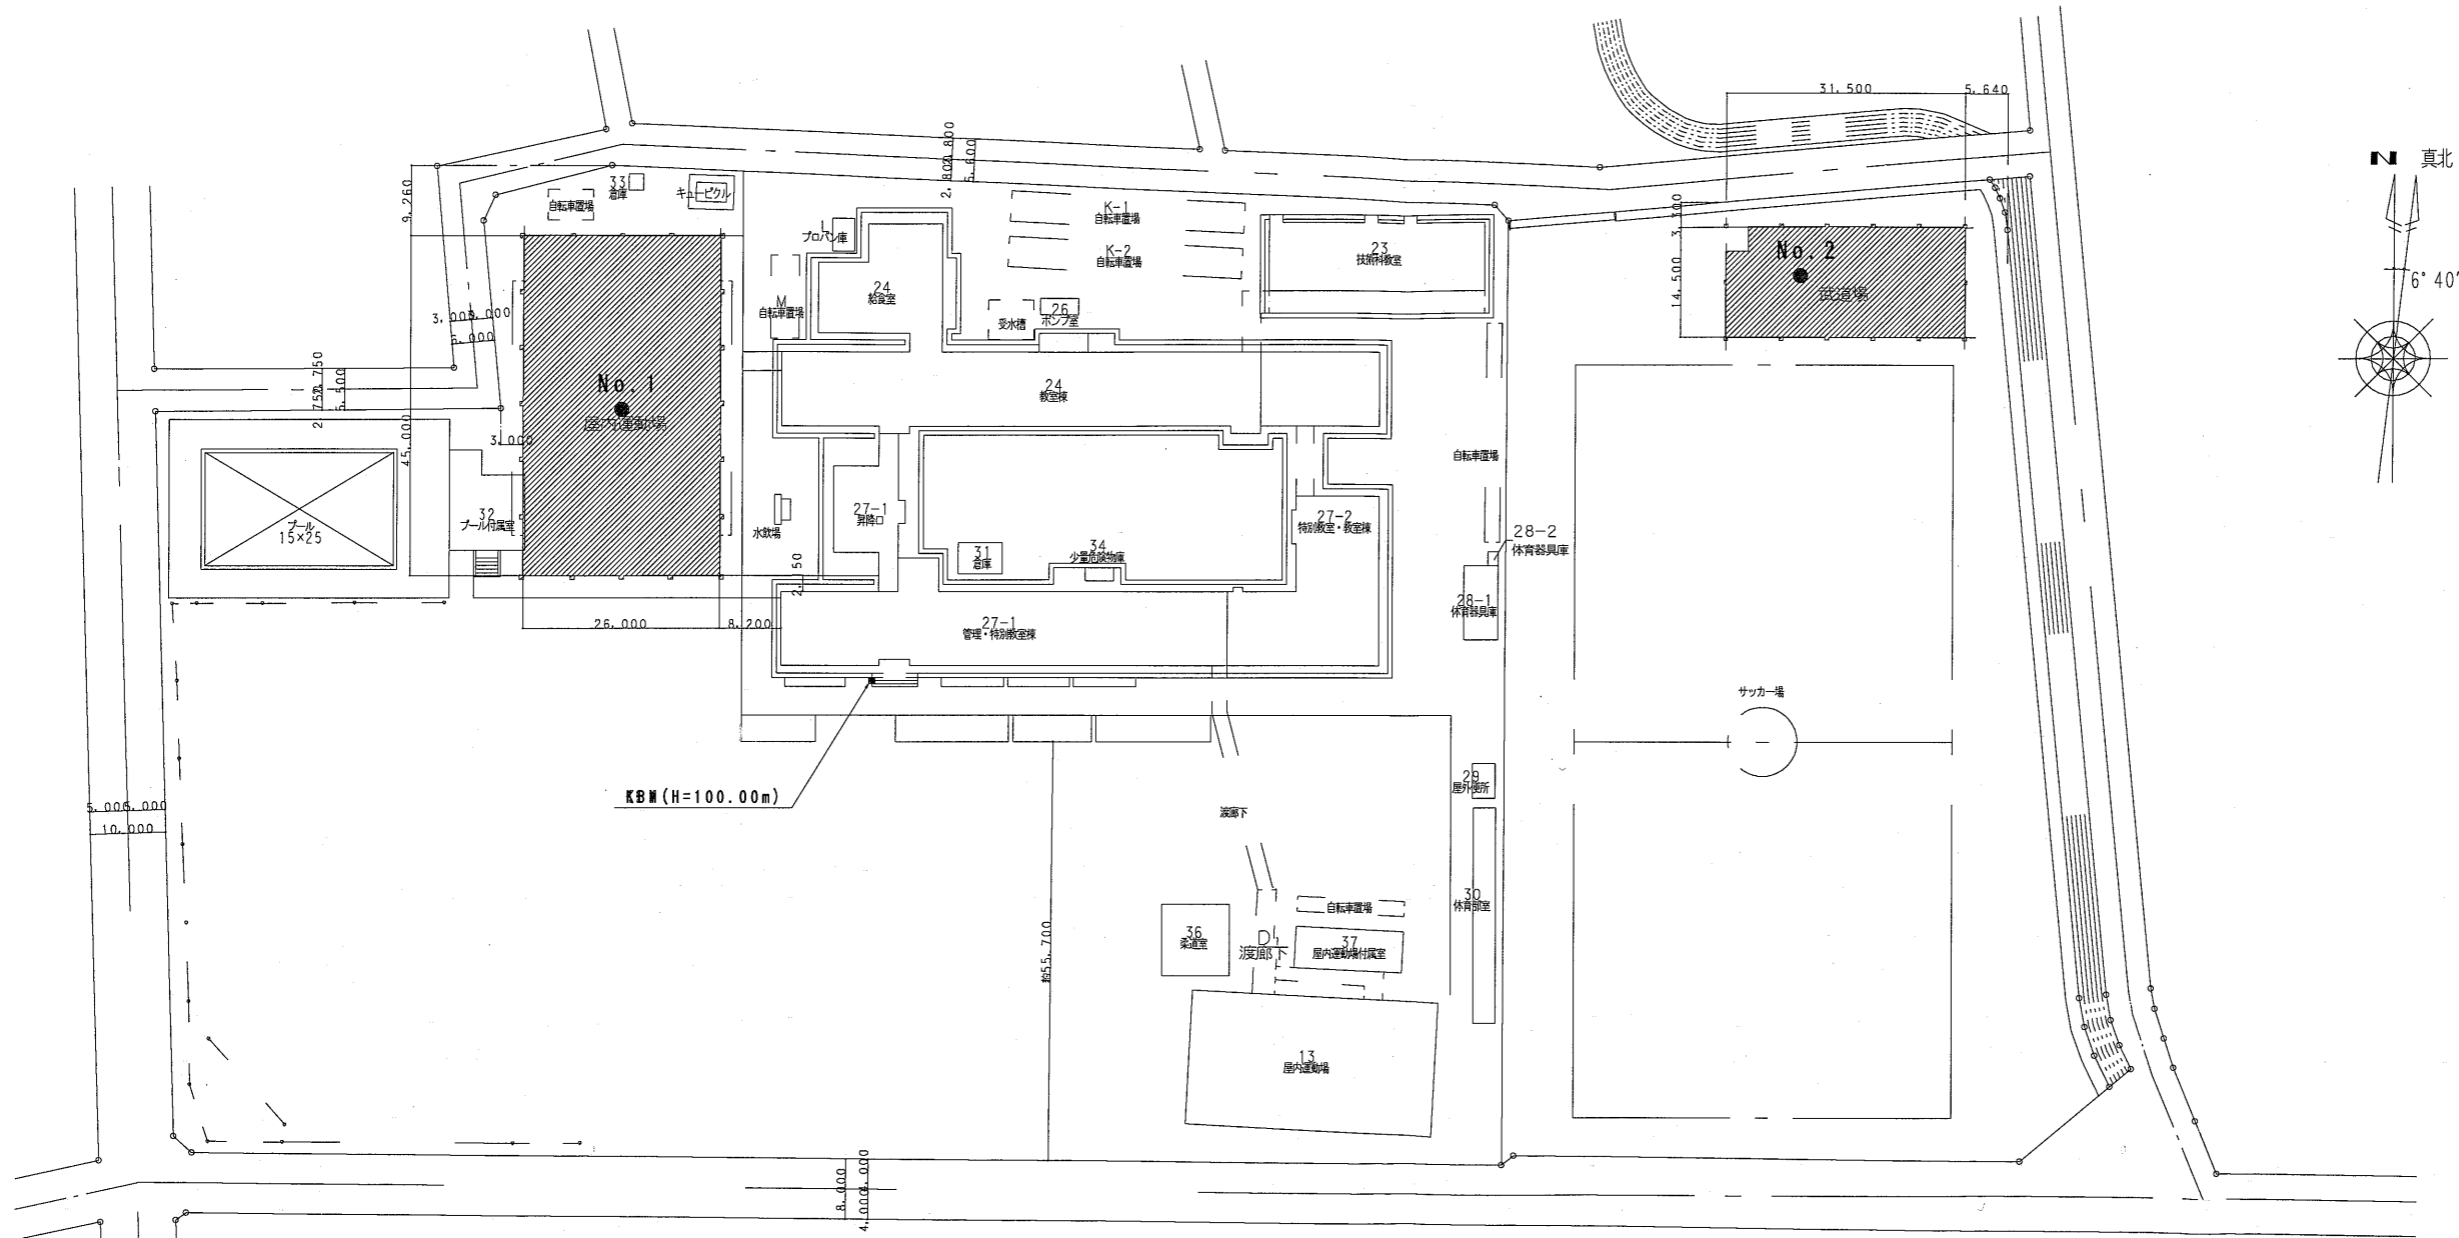 31,500
5,640
N 真北
6°40'
9,260
33
倉庫
自転車置場
キュービクル
2,800
2,800
5,600
K-1
自転車置場
K-2
自転車置場
L
プロパン庫
23
技術科教室
3,300
14,500
No.2
武道場
M
自転車置場
24
給食室
受水槽
26
ポンプ室
3,000
3,000
6,000
2,750
2,750
5,500
No.1
屋内運動場
24
教室棟
45,000
3,000
自転車置場
プール
15×25
32
プール付属室
水飲場
27-1
昇降口
27-2
特別教室・教室棟
28-2
体育器具庫
31
倉庫
34
少量危険物庫
28-1
体育器具庫
26,000
8,200
27-1
管理・特別教室棟
サッカー場
KBM(H=100.00m)
29
屋外便所
5,000
5,000
10,000
渡廊下
30
体育部室
自転車置場
36
柔道室
渡廊下
37
屋内運動場付属室
約55,700
13
屋内運動場
8,000
4,000
4,000